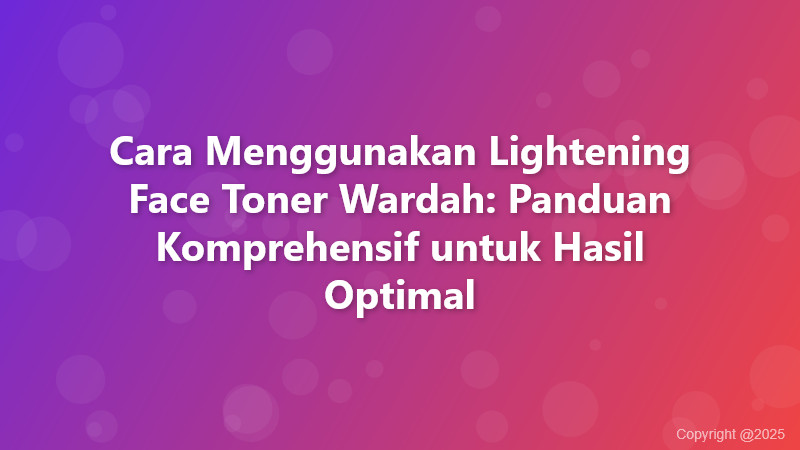 Cara Menggunakan Lightening
Face Toner Wardah: Panduan
Komprehensif untuk Hasil
Optimal
Copyright @2025